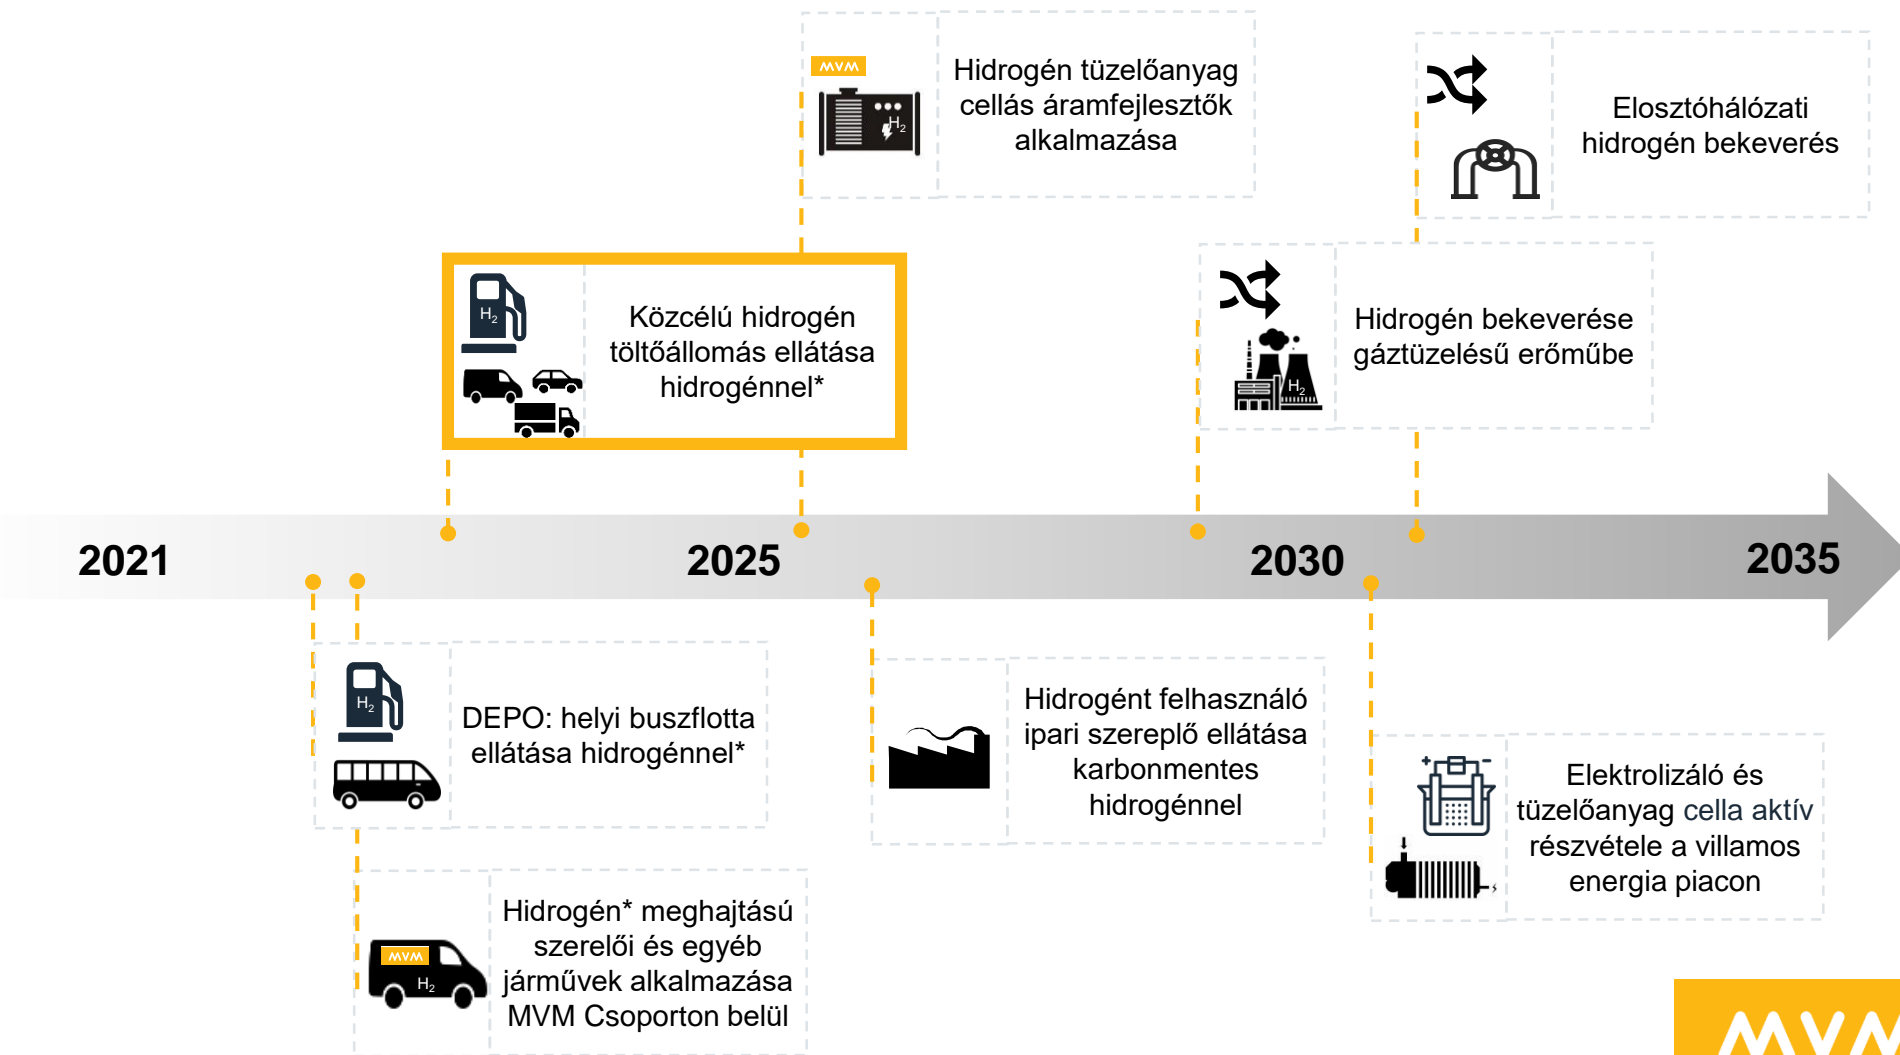 MVM
H₂
Hidrogén tüzelőanyag
cellás áramfejlesztők
alkalmazása
Elosztóhálózati
hidrogén bekeverés
H₂
Közcélú hidrogén
töltőállomás ellátása
hidrogénnel*
H₂
Hidrogén bekeverése
gáztüzelésű erőműbe
2021
2025
2030
2035
H₂
DEPO: helyi buszflotta
ellátása hidrogénnel*
Hidrogént felhasználó
ipari szereplő ellátása
karbonmentes
hidrogénnel
+ -
Elektrolizáló és
tüzelőanyag cella aktív
részvétele a villamos
energia piacon
MVM
H₂
Hidrogén* meghajtású
szerelői és egyéb
járművek alkalmazása
MVM Csoporton belül
MVM